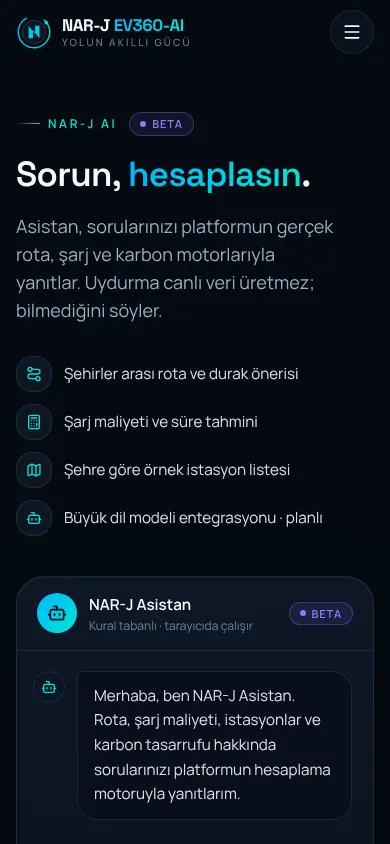 NAR-J EV360-AI
YOLUN AKILLI GÜCÜ
NAR-J AI
BETA
Sorun, hesaplasın.
Asistan, sorularınızı platformun gerçek
rota, şarj ve karbon motorlarıyla
yanıtlar. Uydurma canlı veri üretmez;
bilmediğini söyler.
Şehirler arası rota ve durak önerisi
Şarj maliyeti ve süre tahmini
Şehre göre örnek istasyon listesi
Büyük dil modeli entegrasyonu · planlı
NAR-J Asistan
Kural tabanlı · tarayıcıda çalışır
BETA
Merhaba, ben NAR-J Asistan.
Rota, şarj maliyeti, istasyonlar ve
karbon tasarrufu hakkında
sorularınızı platformun hesaplama
motoruyla yanıtlarım.